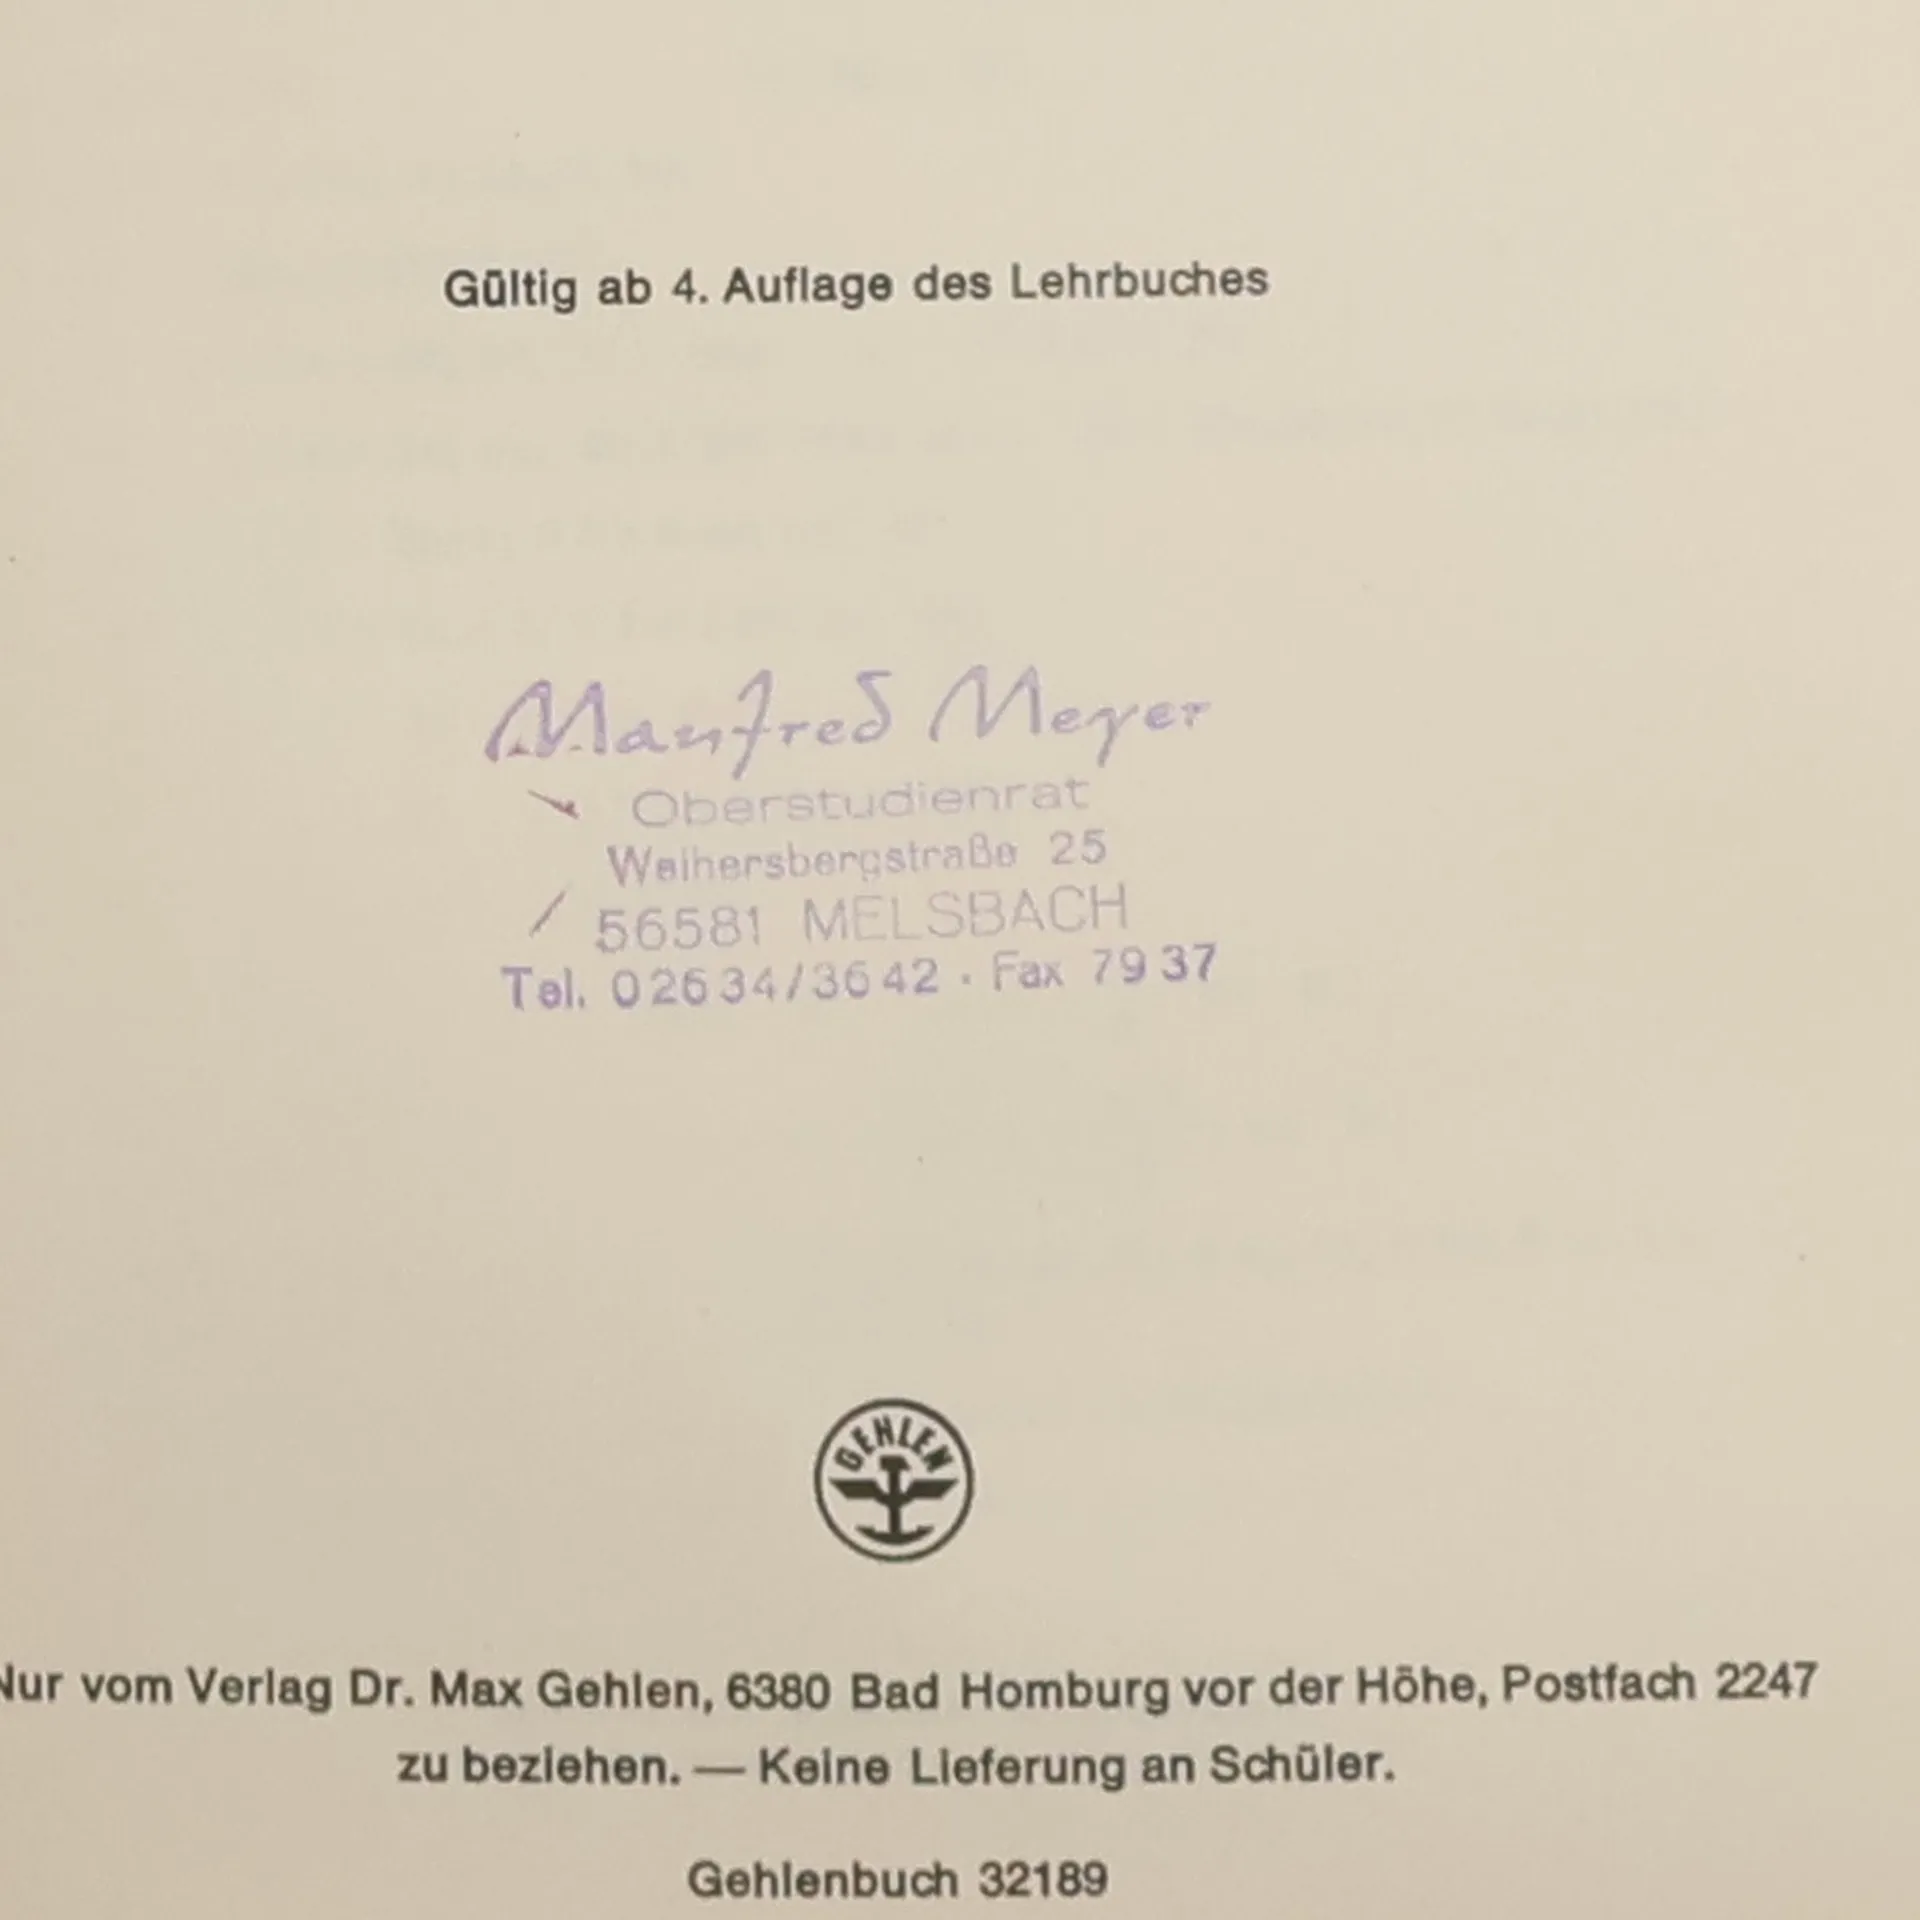 Gültig ab 4. Auflage des Lehrbuches
Manfred Meyer
Oberstudienrat
Weihersbergstraße 25
56581 MELSBACH
Tel. 02634/3642 · Fax 7937
GEHLEN
Nur vom Verlag Dr. Max Gehlen, 6380 Bad Homburg vor der Höhe, Postfach 2247
zu beziehen. — Keine Lieferung an Schüler.
Gehlenbuch 32189